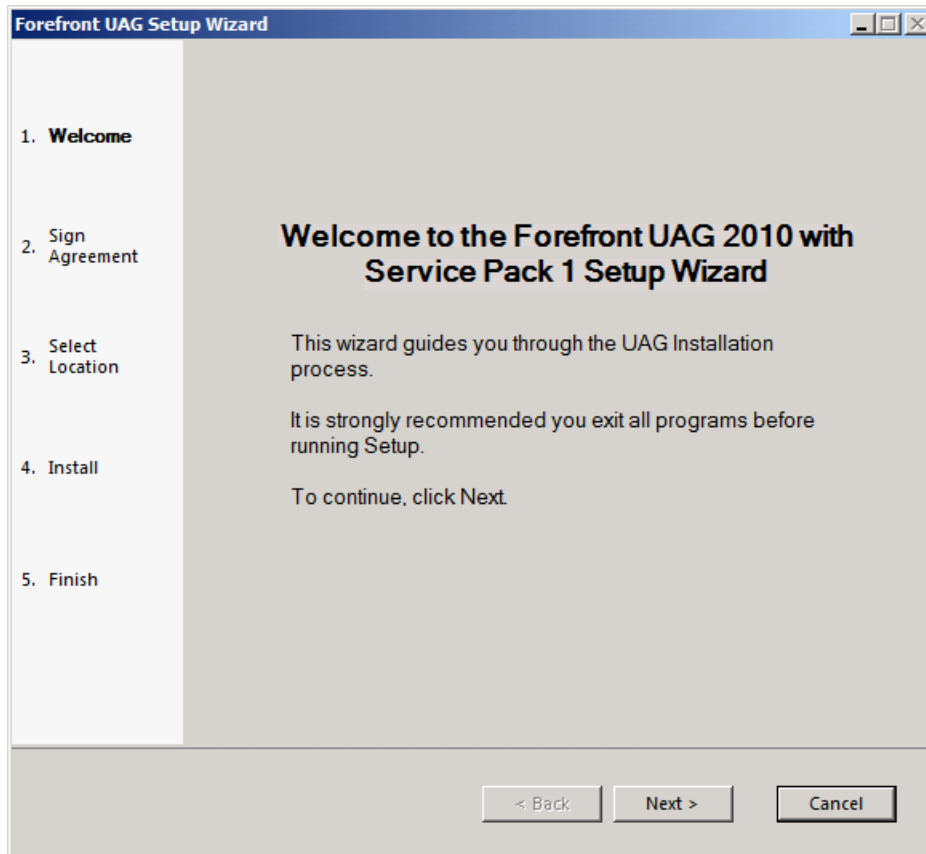 Forefront UAG Setup Wizard
1. Welcome
2. Sign
Agreement
3. Select
Location
4. Install
5. Finish
Welcome to the Forefront UAG 2010 with
Service Pack 1 Setup Wizard
This wizard guides you through the UAG Installation
process.
It is strongly recommended you exit all programs before
running Setup.
To continue, click Next.
< Back
Next >
Cancel